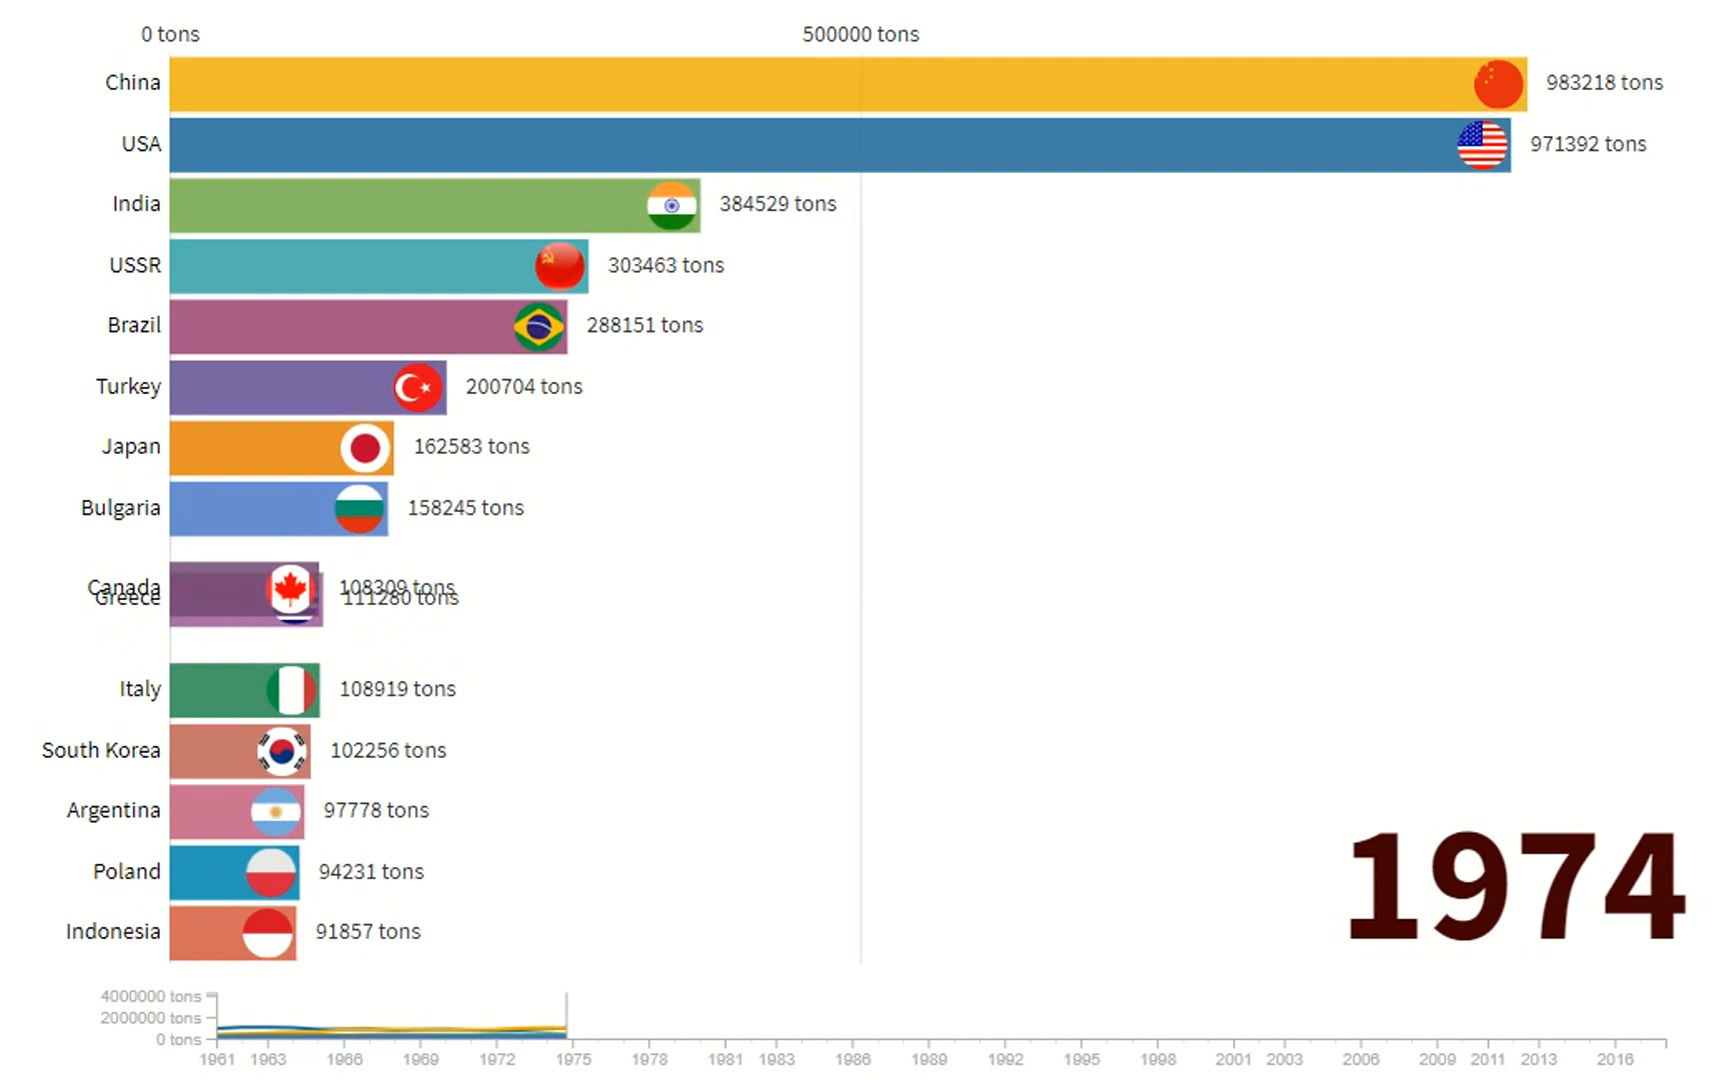 0 tons 500000 tons
China 983218 tons
USA 971392 tons
India 384529 tons
USSR 303463 tons
Brazil 288151 tons
Turkey 200704 tons
Japan 162583 tons
Bulgaria 158245 tons
Canada 108309 tons
Greece 111280 tons
Italy 108919 tons
South Korea 102256 tons
Argentina 97778 tons
Poland 94231 tons
Indonesia 91857 tons
1974
4000000 tons
2000000 tons
0 tons
1961 1963 1966 1969 1972 1975 1978 1981 1983 1986 1989 1992 1995 1998 2001 2003 2006 2009 2011 2013 2016